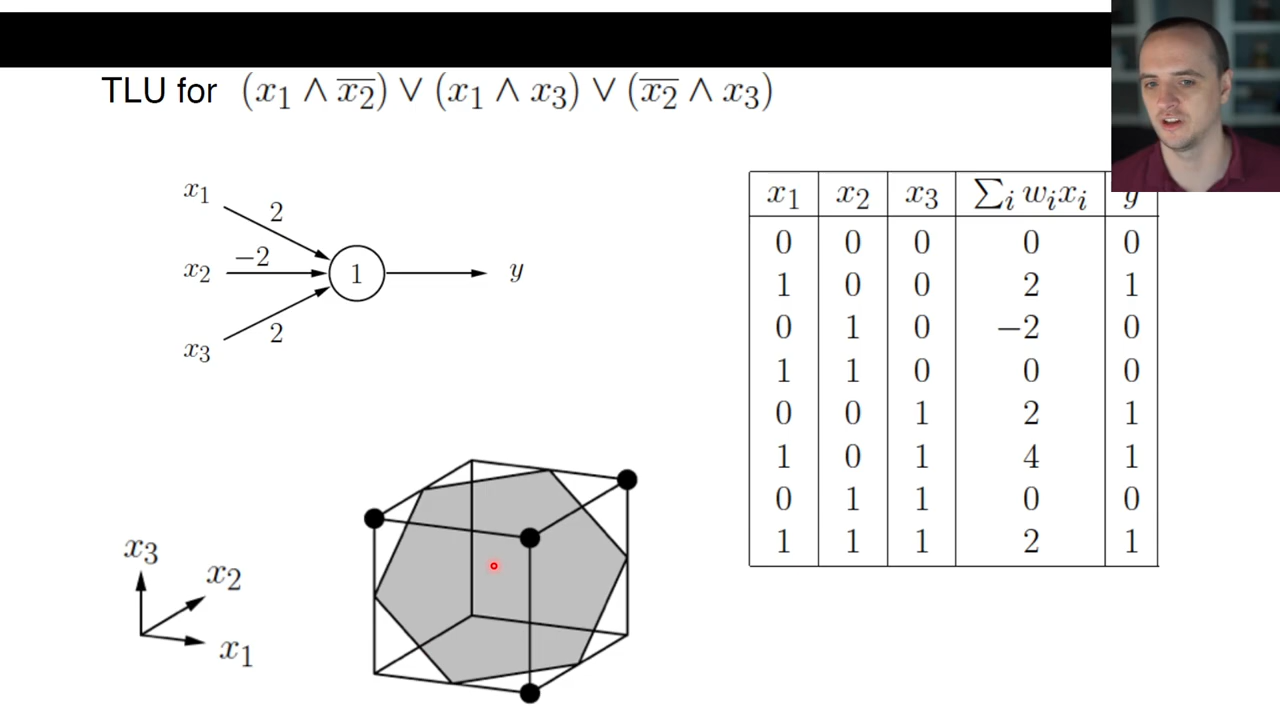 TLU for (x₁ ∧ x̅₂) ∨ (x₁ ∧ x₃) ∨ (x̅₂ ∧ x₃)
x₁
2
x₂
−2
1
y
x₃
2
x₁ x₂ x₃ ∑ᵢ wᵢxᵢ y
0 0 0 0 0
1 0 0 2 1
0 1 0 −2 0
1 1 0 0 0
0 0 1 2 1
1 0 1 4 1
0 1 1 0 0
1 1 1 2 1
x₃
x₂
x₁